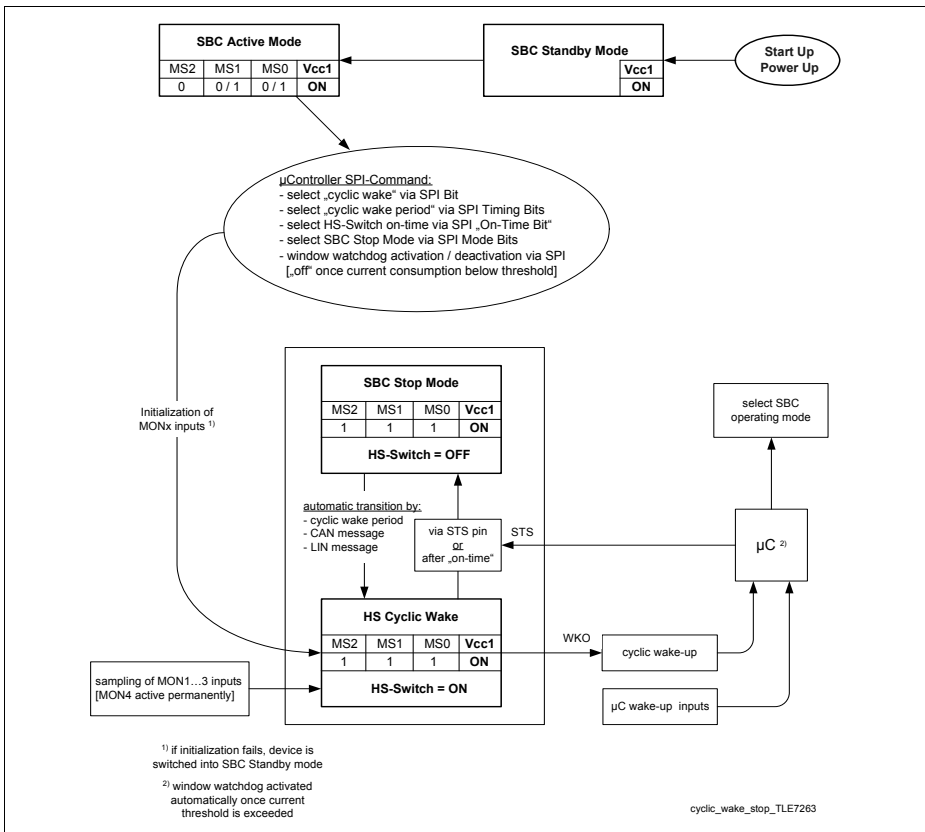 SBC Active Mode
MS2 MS1 MS0 Vcc1
0 0 / 1 0 / 1 ON
SBC Standby Mode
Vcc1
ON
Start Up
Power Up
µController SPI-Command:
- select „cyclic wake“ via SPI Bit
- select „cyclic wake period“ via SPI Timing Bits
- select HS-Switch on-time via SPI „On-Time Bit“
- select SBC Stop Mode via SPI Mode Bits
- window watchdog activation / deactivation via SPI
[„off“ once current consumption below threshold]
Initialization of
MONx inputs 1)
SBC Stop Mode
MS2 MS1 MS0 Vcc1
1 1 1 ON
HS-Switch = OFF
automatic transition by:
- cyclic wake period
- CAN message
- LIN message
via STS pin
or
after „on-time“
STS
select SBC
operating mode
µC 2)
HS Cyclic Wake
MS2 MS1 MS0 Vcc1
1 1 1 ON
HS-Switch = ON
WKO
cyclic wake-up
µC wake-up inputs
sampling of MON1...3 inputs
[MON4 active permanently]
1) if initialization fails, device is
switched into SBC Standby mode
2) window watchdog activated
automatically once current
threshold is exceeded
cyclic_wake_stop_TLE7263